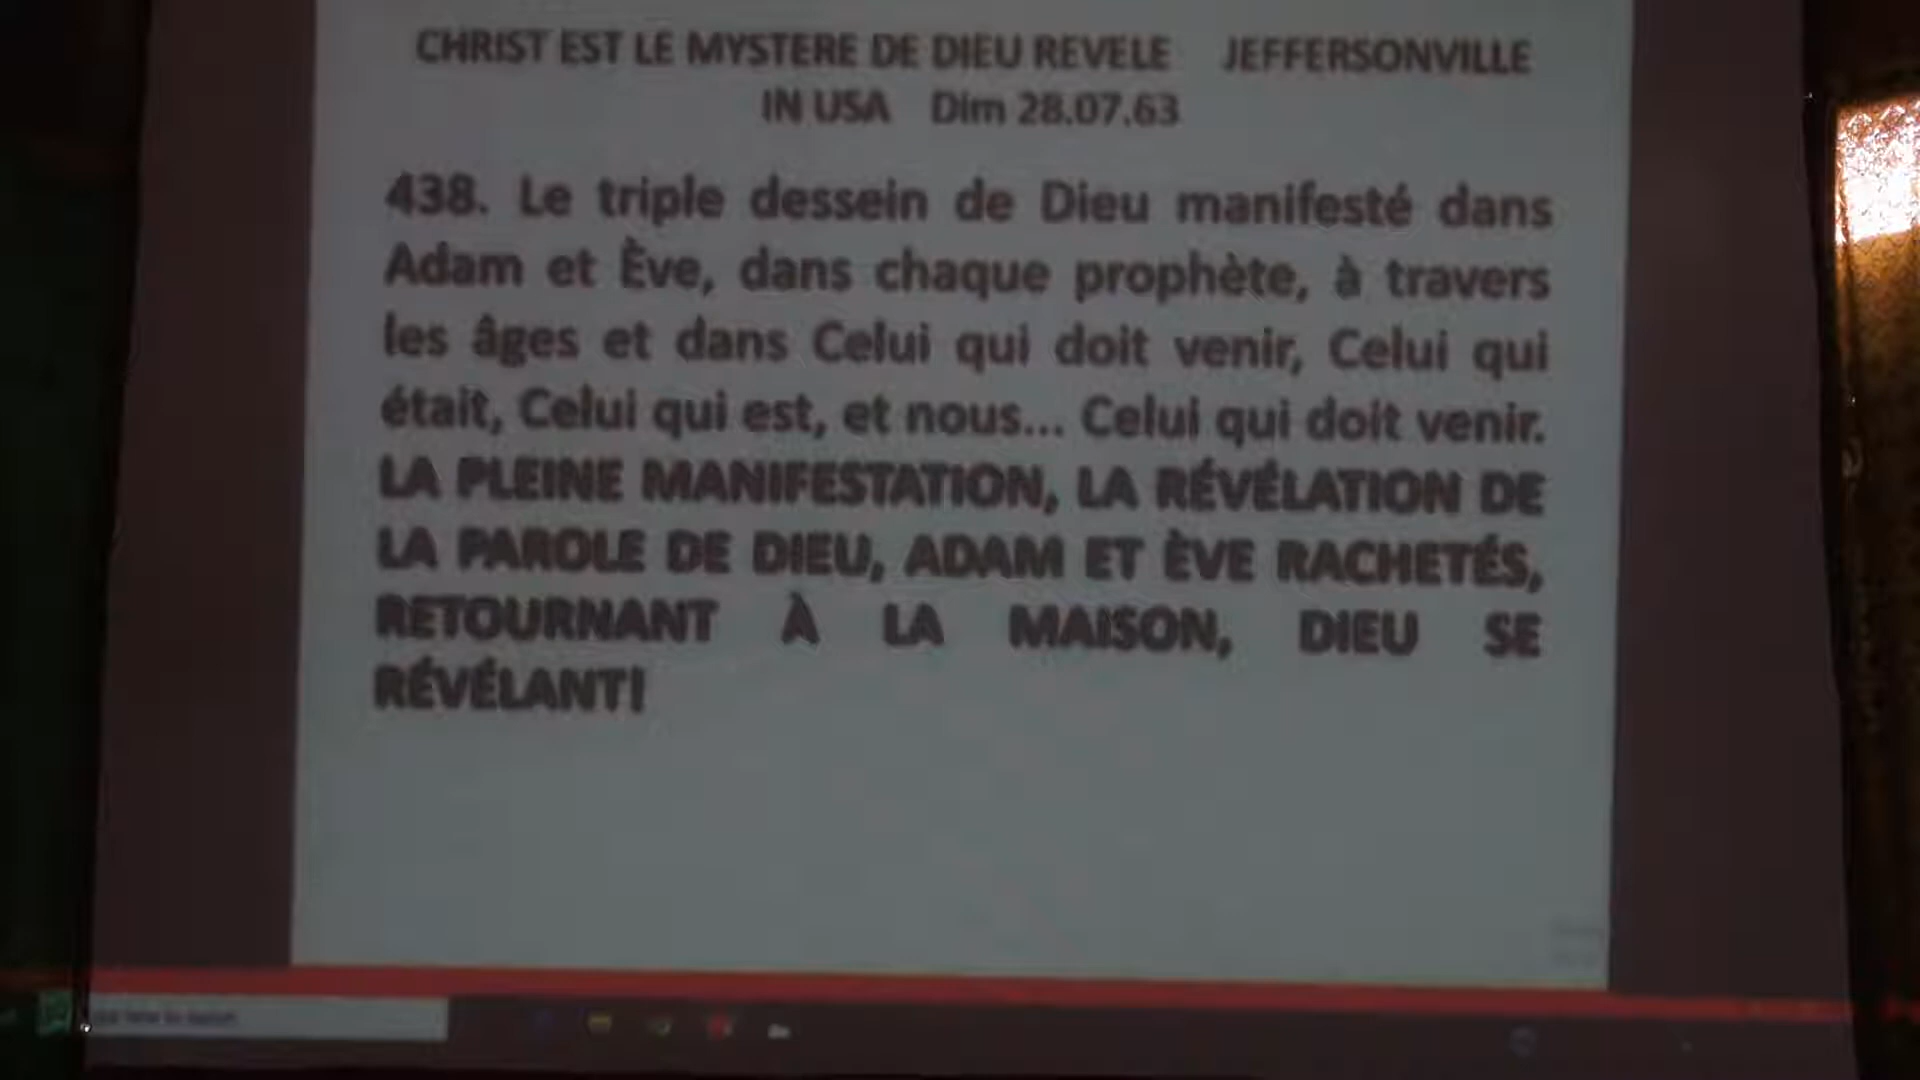 CHRIST EST LE MYSTERE DE DIEU REVELE JEFFERSONVILLE
IN USA Dim 28.07.63
438. Le triple dessein de Dieu manifesté dans
Adam et Ève, dans chaque prophète, à travers
les âges et dans Celui qui doit venir, Celui qui
était, Celui qui est, et nous... Celui qui doit venir.
LA PLEINE MANIFESTATION, LA RÉVÉLATION DE
LA PAROLE DE DIEU, ADAM ET ÈVE RACHETÉS,
RETOURNANT À LA MAISON, DIEU SE
RÉVÉLANT!